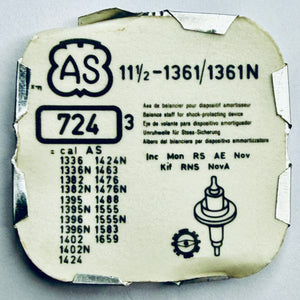 AS
11½-1361/1361N
Axe de balancier pour dispositif amortisseur
Balance staff for shock-protecting device
Eje de volante para dispositivo amortiguador
Unruhwelle für Stoss-Sicherung
Albero del bilanciere per dispositivo ammortizzatore
724 3
= cal AS
Inc Mon RS AE Nov
Kif RNS NovA
1336 1424N
1336N 1463
1382 1476
1382N 1476N
1395 1488
1395N 1555
1396 1555N
1396N 1583
1402 1659
1402N
1424